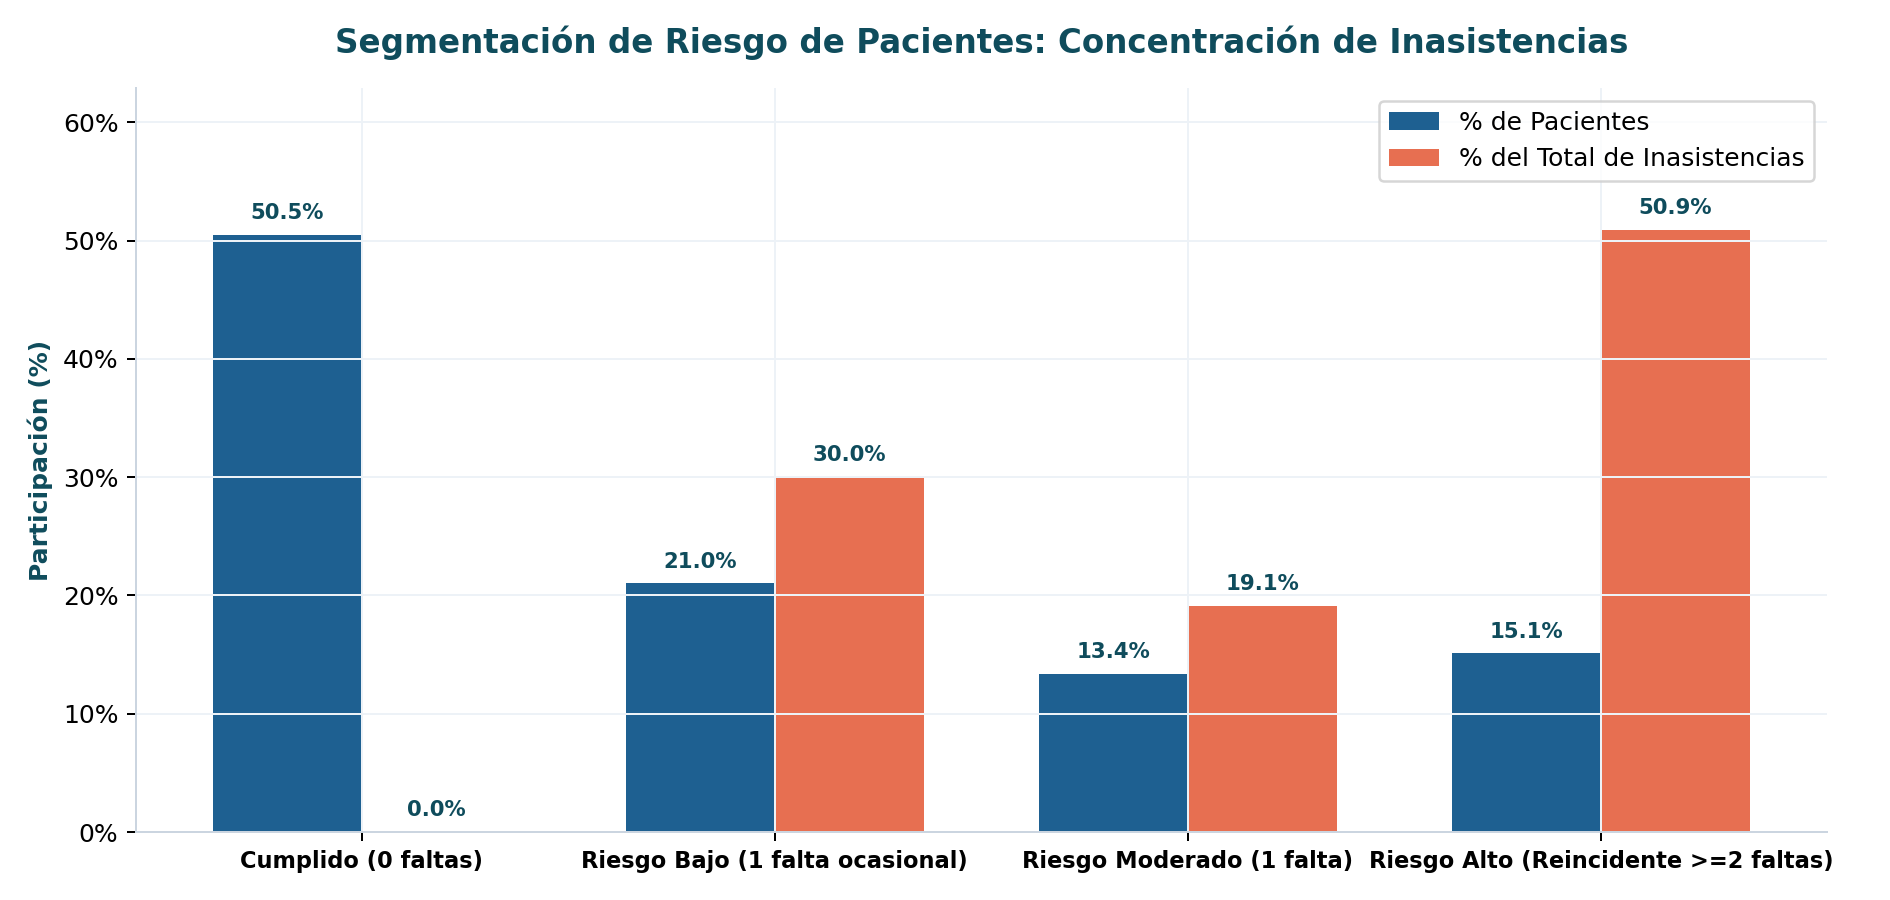 Segmentación de Riesgo de Pacientes: Concentración de Inasistencias
% de Pacientes
% del Total de Inasistencias
Participación (%)
60%
50%
40%
30%
20%
10%
0%
50.5%
0.0%
21.0%
30.0%
13.4%
19.1%
15.1%
50.9%
Cumplido (0 faltas)
Riesgo Bajo (1 falta ocasional)
Riesgo Moderado (1 falta)
Riesgo Alto (Reincidente >=2 faltas)